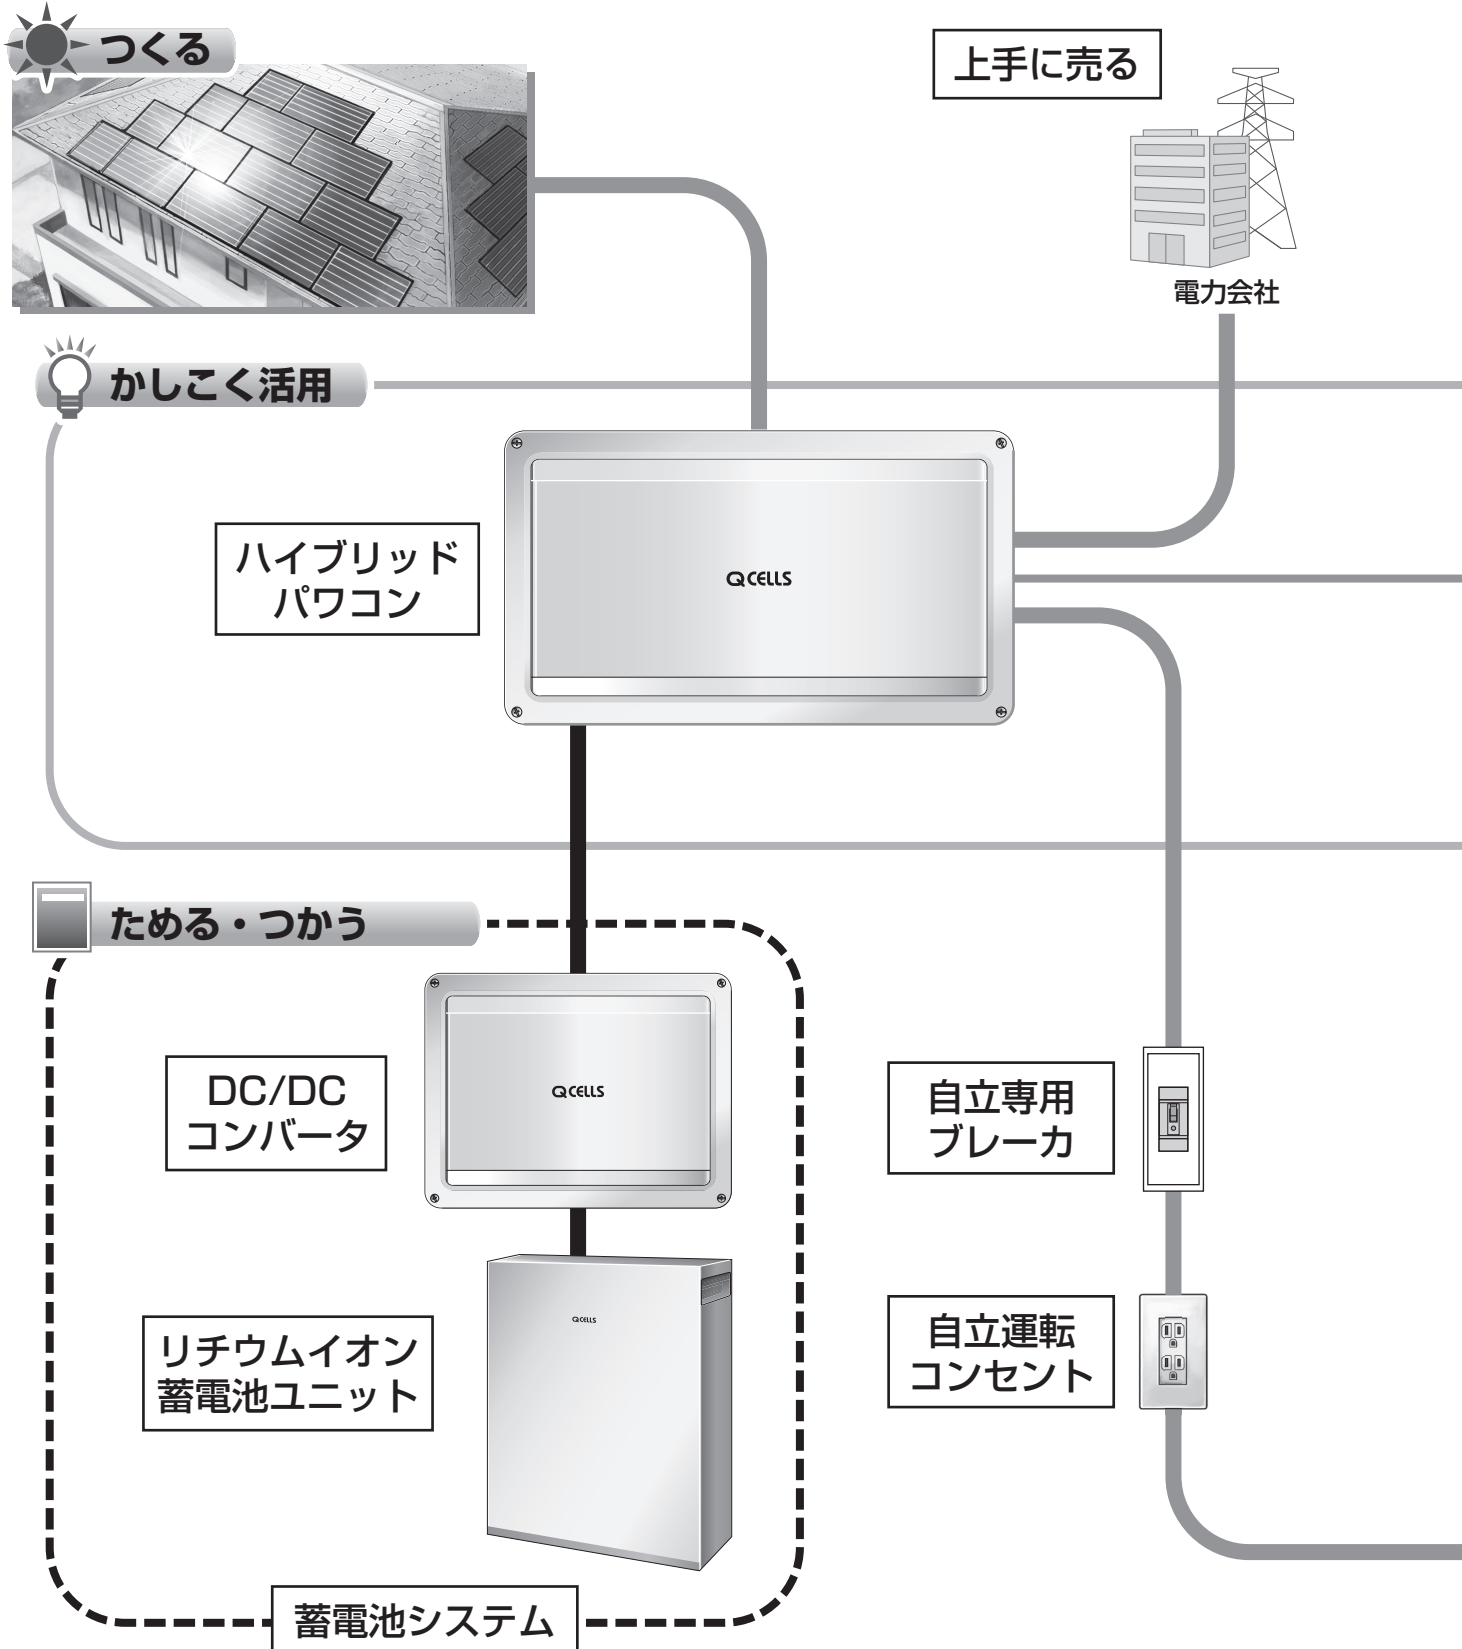 つくる
上手に売る
電力会社
かしこく活用
ハイブリッド
パワコン
Q CELLS
ためる・つかう
DC/DC
コンバータ
Q CELLS
自立専用
ブレーカ
リチウムイオン
蓄電池ユニット
Q CELLS
自立運転
コンセント
蓄電池システム